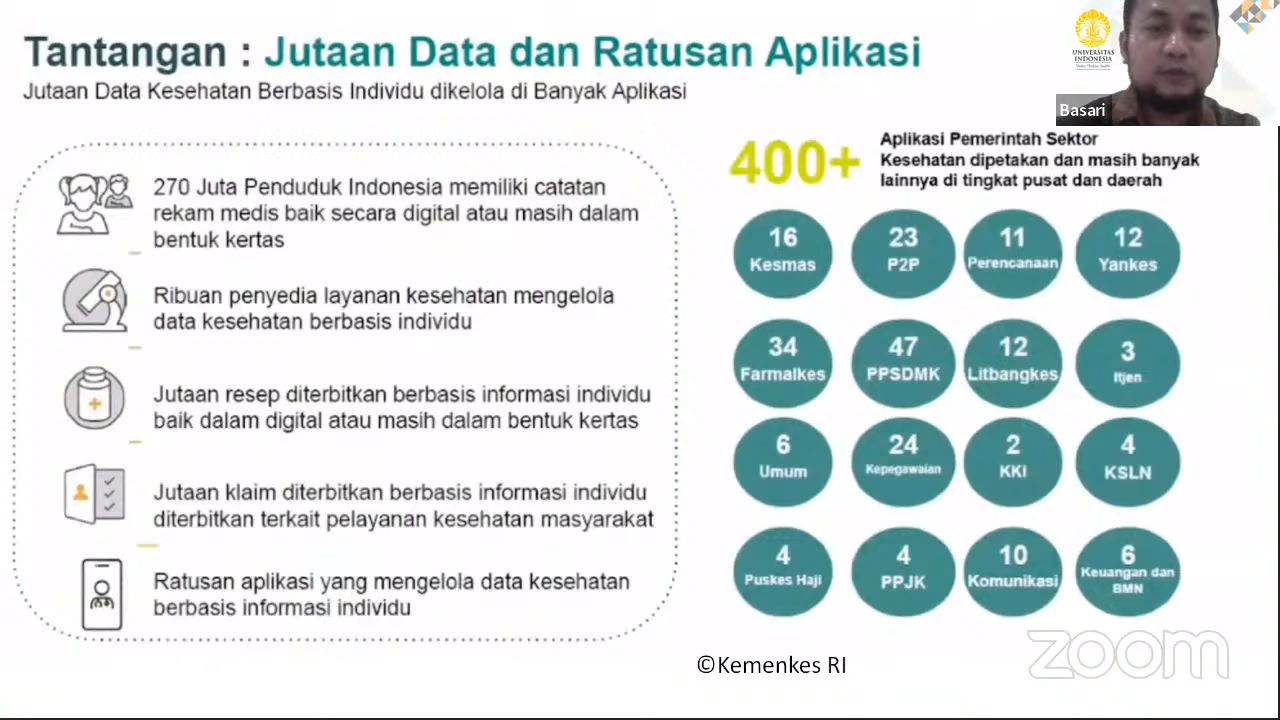 Tantangan : Jutaan Data dan Ratusan Aplikasi
Jutaan Data Kesehatan Berbasis Individu dikelola di Banyak Aplikasi
UNIVERSITAS
INDONESIA
Basari
270 Juta Penduduk Indonesia memiliki catatan
rekam medis baik secara digital atau masih dalam
bentuk kertas
Ribuan penyedia layanan kesehatan mengelola
data kesehatan berbasis individu
Jutaan resep diterbitkan berbasis informasi individu
baik dalam digital atau masih dalam bentuk kertas
Jutaan klaim diterbitkan berbasis informasi individu
diterbitkan terkait pelayanan kesehatan masyarakat
Ratusan aplikasi yang mengelola data kesehatan
berbasis informasi individu
400+
Aplikasi Pemerintah Sektor
Kesehatan dipetakan dan masih banyak
lainnya di tingkat pusat dan daerah
16
Kesmas
23
P2P
11
Perencanaan
12
Yankes
34
Farmalkes
47
PPSDMK
12
Litbangkes
3
Itjen
6
Umum
24
Kepegawaian
2
KKI
4
KSLN
4
Puskes Haji
4
PPJK
10
Komunikasi
6
Keuangan dan
BMN
©Kemenkes RI
zoom